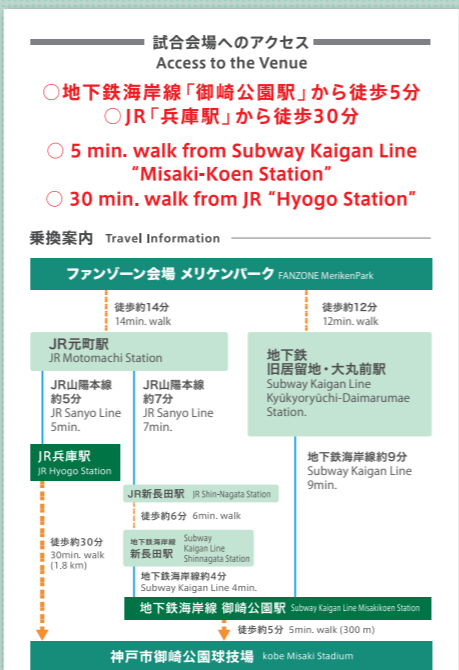 試合会場へのアクセス
Access to the Venue
○地下鉄海岸線「御崎公園駅」から徒歩5分
○JR「兵庫駅」から徒歩30分
○ 5 min. walk from Subway Kaigan Line
“Misaki-Koen Station”
○ 30 min. walk from JR “Hyogo Station”
乗換案内 Travel Information
ファンゾーン会場 メリケンパーク FANZONE MerikenPark
徒歩約14分
14min. walk
徒歩約12分
12min. walk
JR元町駅
JR Motomachi Station
地下鉄
旧居留地・大丸前駅
Subway Kaigan Line
Kyūkyoryūchi-Daimarumae
Station.
JR山陽本線
約5分
JR Sanyo Line
5min.
JR山陽本線
約7分
JR Sanyo Line
7min.
JR兵庫駅
JR Hyogo Station
地下鉄海岸線約9分
Subway Kaigan Line
9min.
JR新長田駅 JR Shin-Nagata Station
徒歩約6分 6min. walk
徒歩約30分
30min. walk
(1.8 km)
地下鉄海岸線
新長田駅
Subway
Kaigan Line
Shinnagata Station
地下鉄海岸線約4分
Subway Kaigan Line 4min.
地下鉄海岸線 御崎公園駅 Subway Kaigan Line Misakikoen Station
徒歩約5分 5min. walk (300 m)
神戸市御崎公園球技場 kobe Misaki Stadium